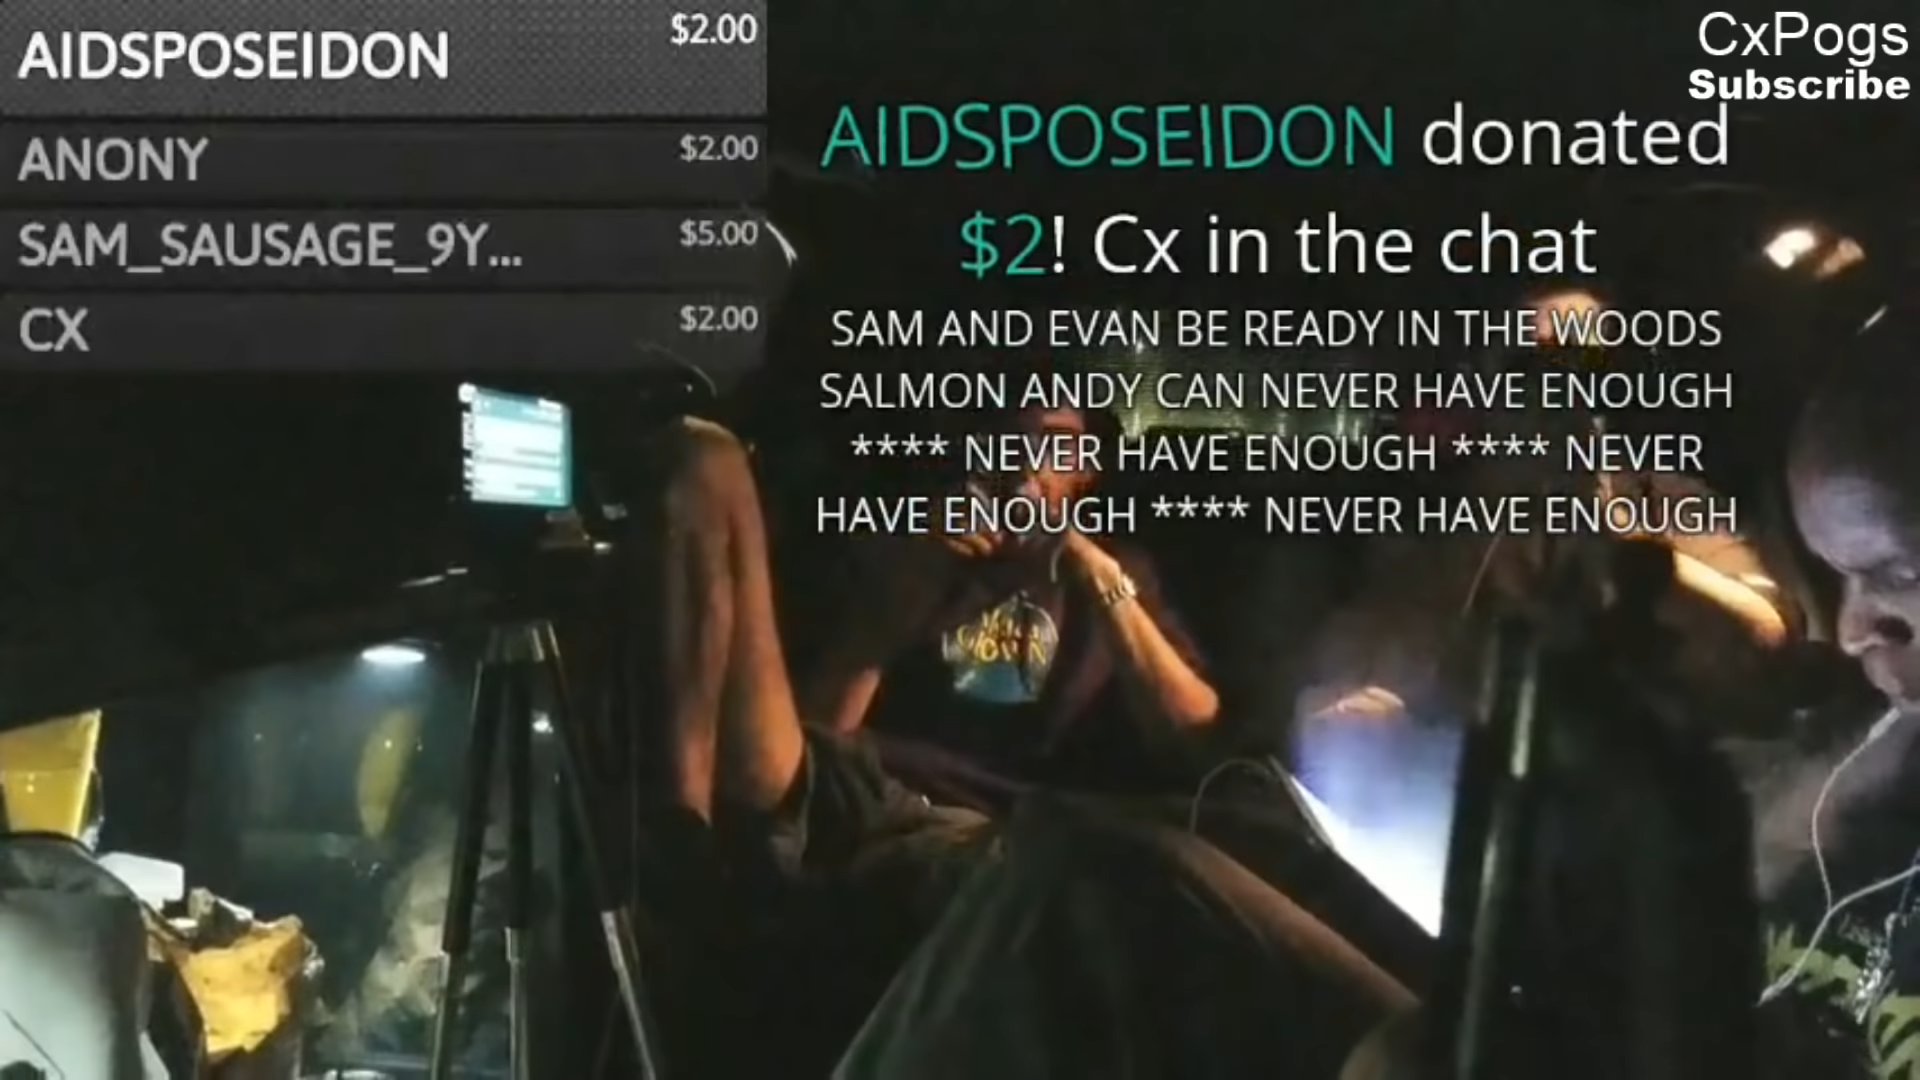 AIDSPOSEIDON $2.00
ANONY $2.00
SAM_SAUSAGE_9Y... $5.00
CX $2.00
CxPogs
Subscribe
AIDSPOSEIDON donated
$2! Cx in the chat
SAM AND EVAN BE READY IN THE WOODS
SALMON ANDY CAN NEVER HAVE ENOUGH
**** NEVER HAVE ENOUGH **** NEVER
HAVE ENOUGH **** NEVER HAVE ENOUGH